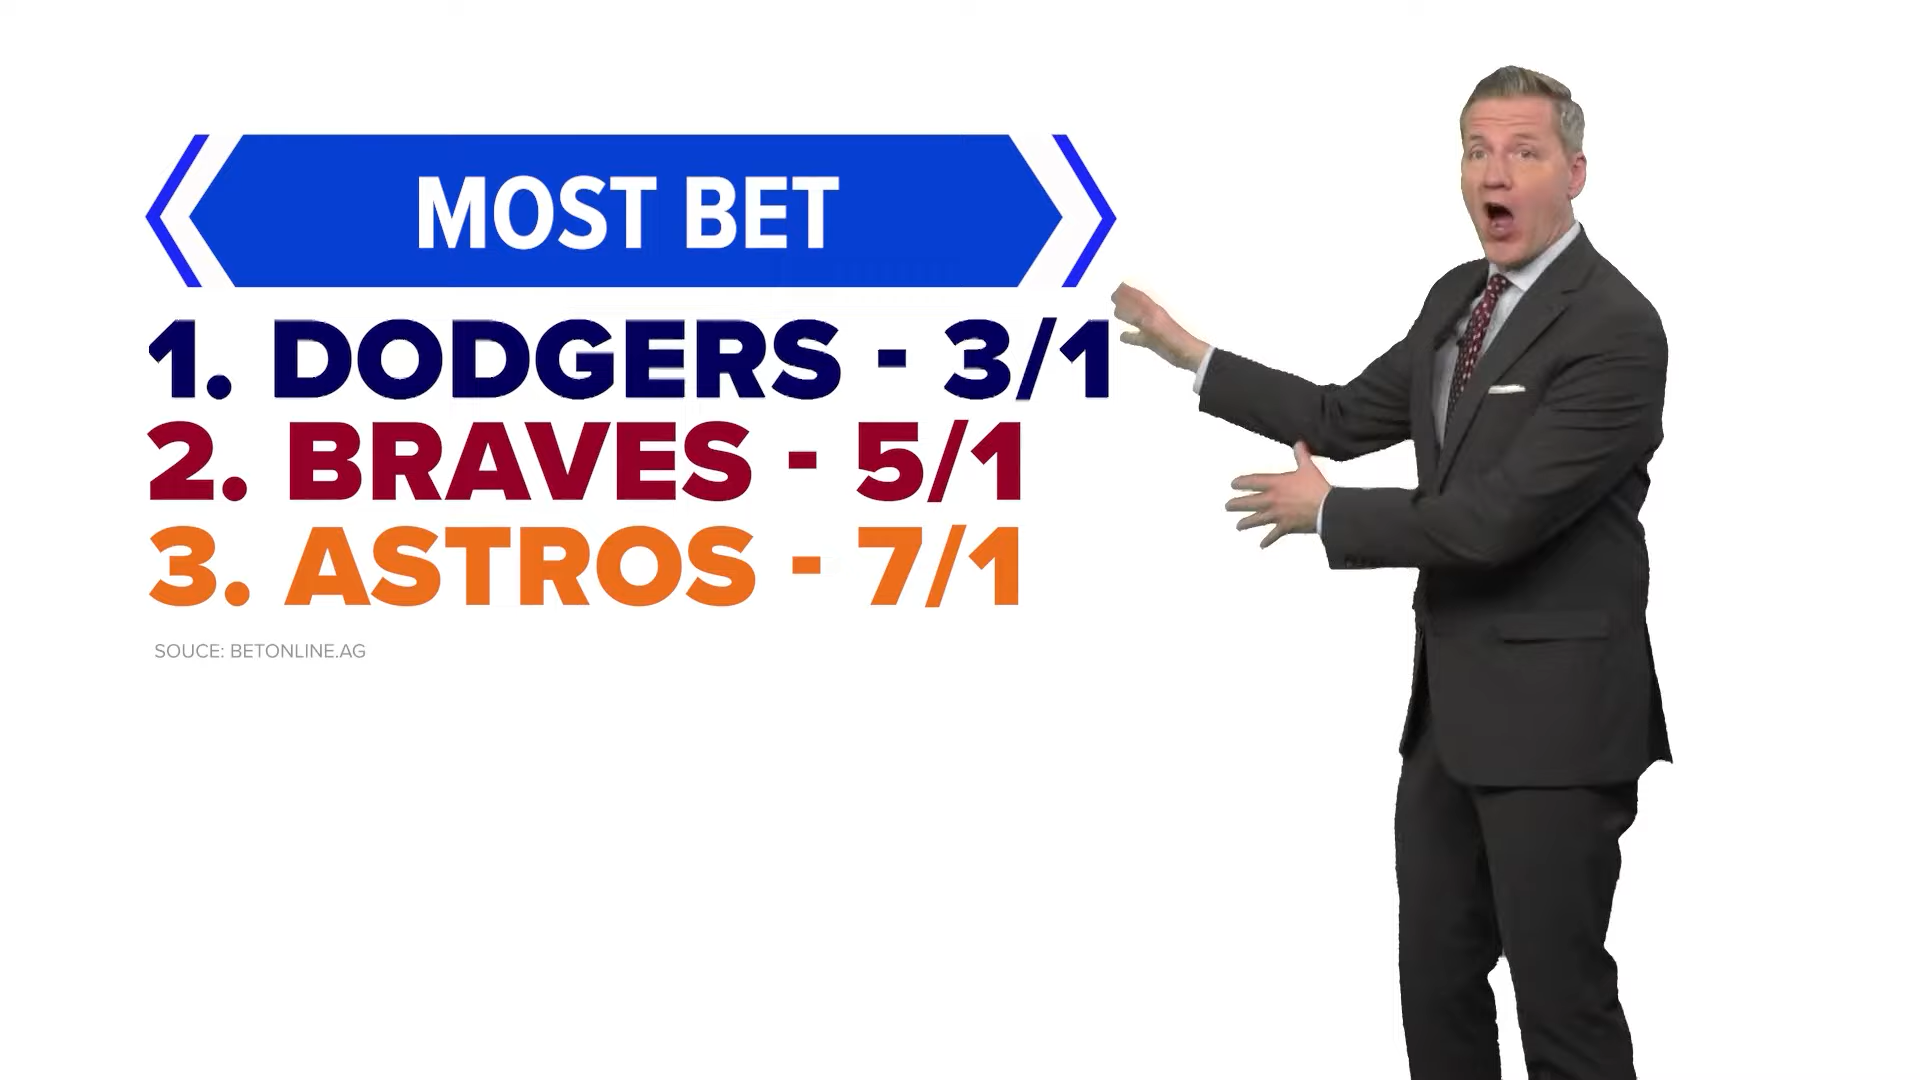 MOST BET
1. DODGERS - 3/1
2. BRAVES - 5/1
3. ASTROS - 7/1
SOUCE: BETONLINE.AG